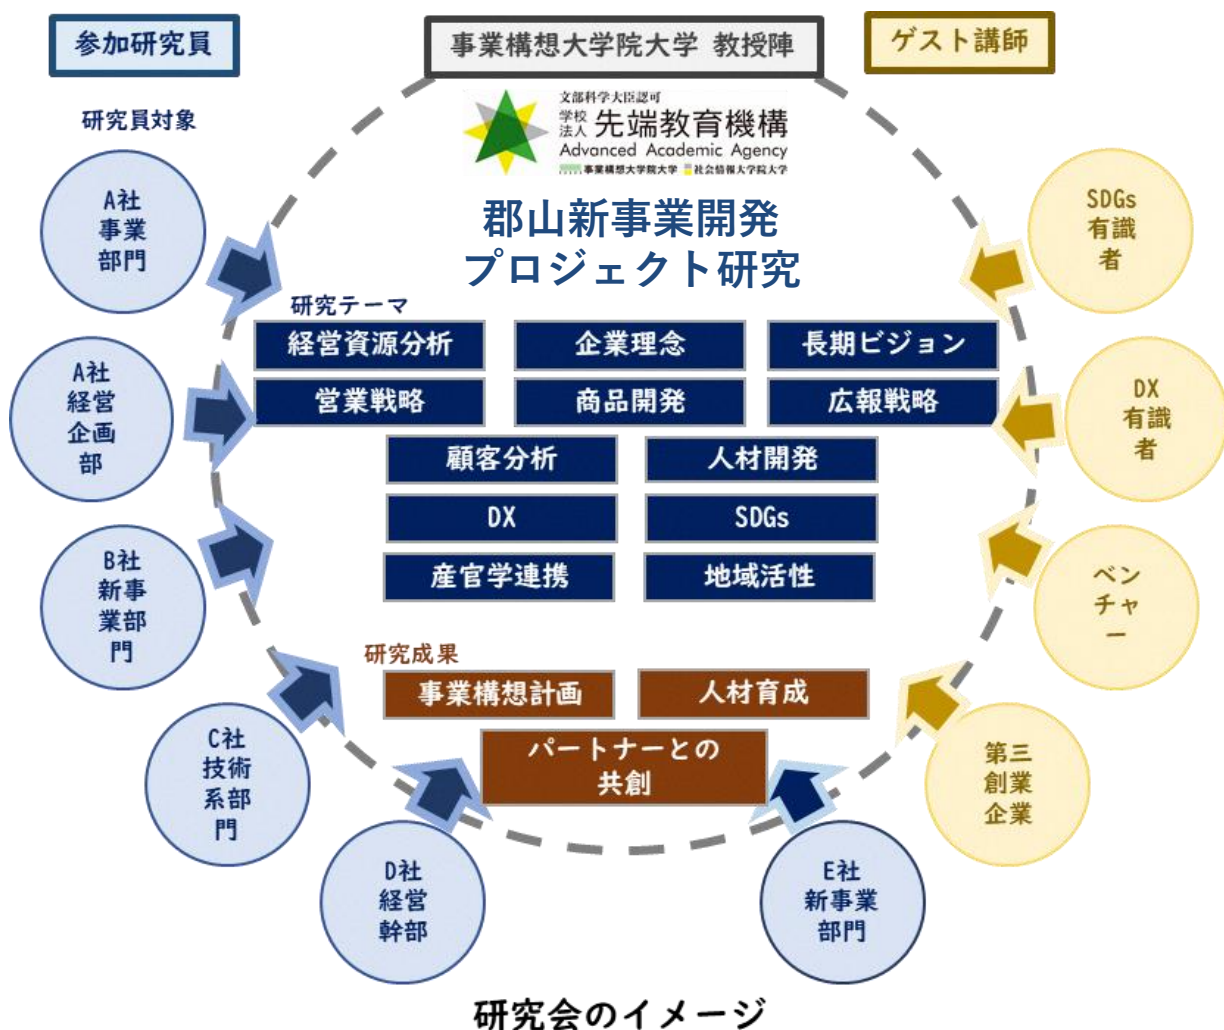 参加研究員
事業構想大学院大学 教授陣
ゲスト講師
文部科学大臣認可
学校
法人
先端教育機構
Advanced Academic Agency
事業構想大学院大学
社会情報大学院大学
研究員対象
A社
事業
部門
A社
経営
企画
部
B社
新事
業部
門
C社
技術
系部
門
D社
経営
幹部
E社
新事業
部門
郡山新事業開発
プロジェクト研究
研究テーマ
経営資源分析
企業理念
長期ビジョン
営業戦略
商品開発
広報戦略
顧客分析
人材開発
DX
SDGs
産官学連携
地域活性
研究成果
事業構想計画
人材育成
パートナーとの
共創
SDGs
有識
者
DX
有識
者
ベン
チャ
ー
第三
創業
企業
研究会のイメージ